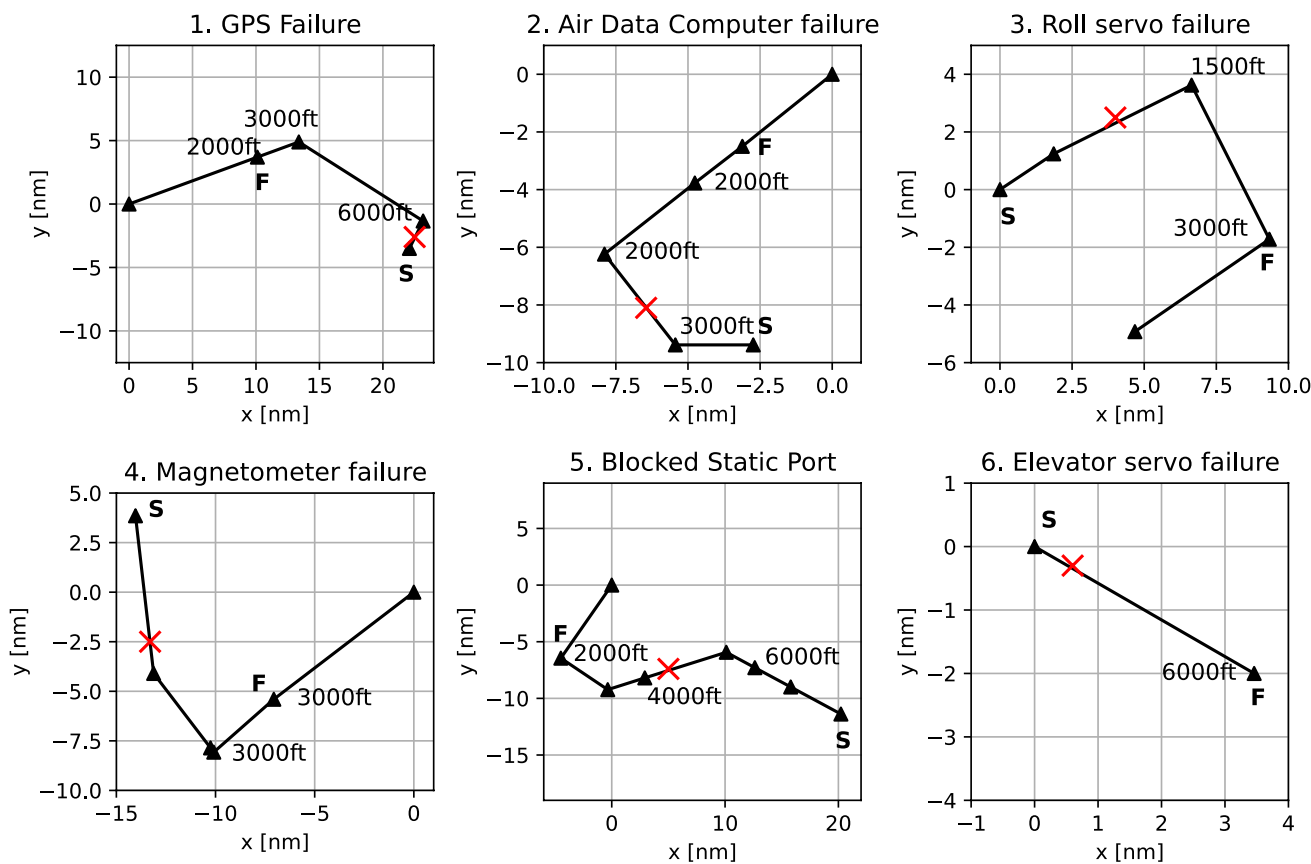 1. GPS Failure
10
5
0
−5
−10
y [nm]
3000ft
2000ft
F
6000ft
S
0
10
15
20
5
x [nm]
2. Air Data Computer failure
0
−2
−4
−6
−8
−10
y [nm]
F
2000ft
2000ft
3000ft
S
−10.0
−7.5
−5.0
−2.5
0.0
x [nm]
3. Roll servo failure
4
2
0
−2
−4
−6
y [nm]
1500ft
S
3000ft
F
0.0
2.5
5.0
7.5
10.0
x [nm]
4. Magnetometer failure
5.0
2.5
0.0
−2.5
−5.0
−7.5
−10.0
y [nm]
S
F
3000ft
3000ft
−15
−10
−5
0
x [nm]
5. Blocked Static Port
5
0
−5
−10
−15
y [nm]
F
2000ft
6000ft
4000ft
S
0
10
20
x [nm]
6. Elevator servo failure
1
0
−1
−2
−3
−4
y [nm]
S
6000ft
F
−1
0
1
2
3
4
x [nm]